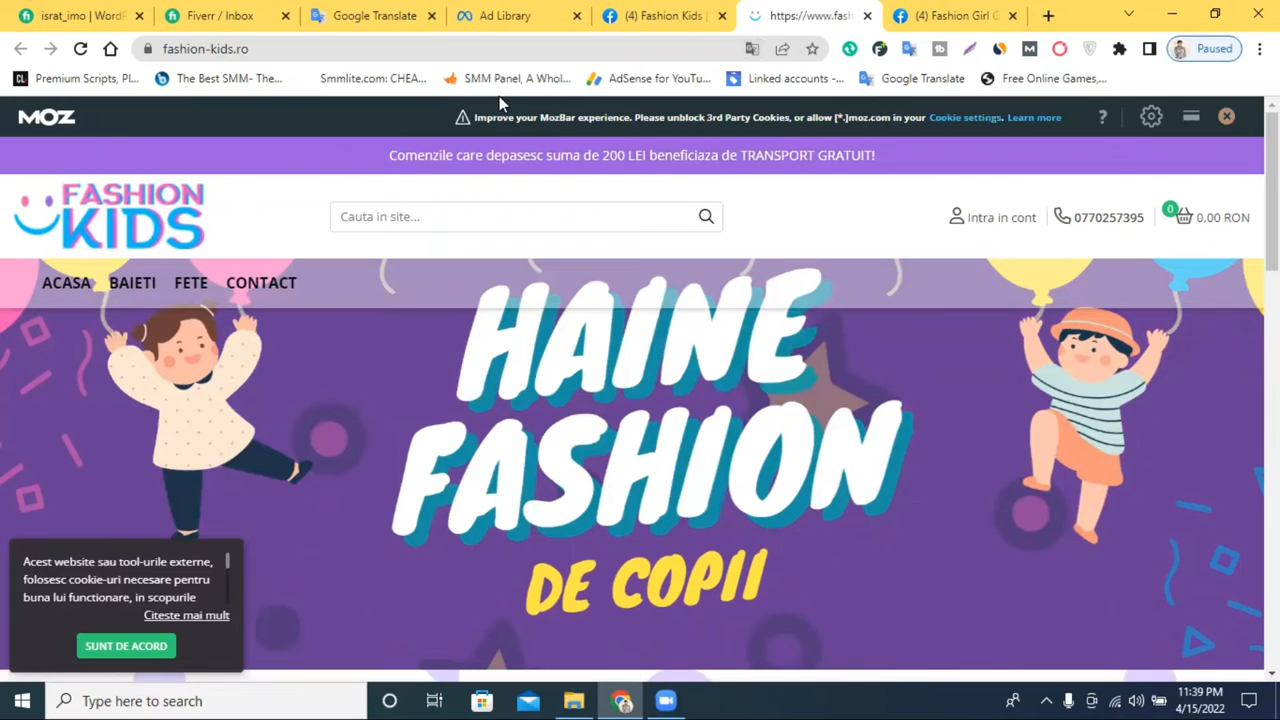 israt_imo | WordP
Fiverr / Inbox
Google Translate
Ad Library
(4) Fashion Kids |
https://www.fash
(4) Fashion Girl G
fashion-kids.ro
Paused
Premium Scripts, Pl...
The Best SMM- The...
Smmlite.com: CHEA...
SMM Panel, A Whol...
AdSense for YouTu...
Linked accounts -...
Google Translate
Free Online Games,...
MOZ
Improve your MozBar experience. Please unblock 3rd Party Cookies, or allow [*.]moz.com in your Cookie settings. Learn more
Comenzile care depasesc suma de 200 LEI beneficiaza de TRANSPORT GRATUIT!
FASHION
KIDS
Cauta in site...
Intra in cont
0770257395
0
0,00 RON
ACASA BAIETI FETE CONTACT
HAINE
FASHION
DE COPII
Acest website sau tool-urile externe,
folosesc cookie-uri necesare pentru
buna lui functionare, in scopurile
Citeste mai mult
SUNT DE ACORD
Type here to search
11:39 PM
4/15/2022